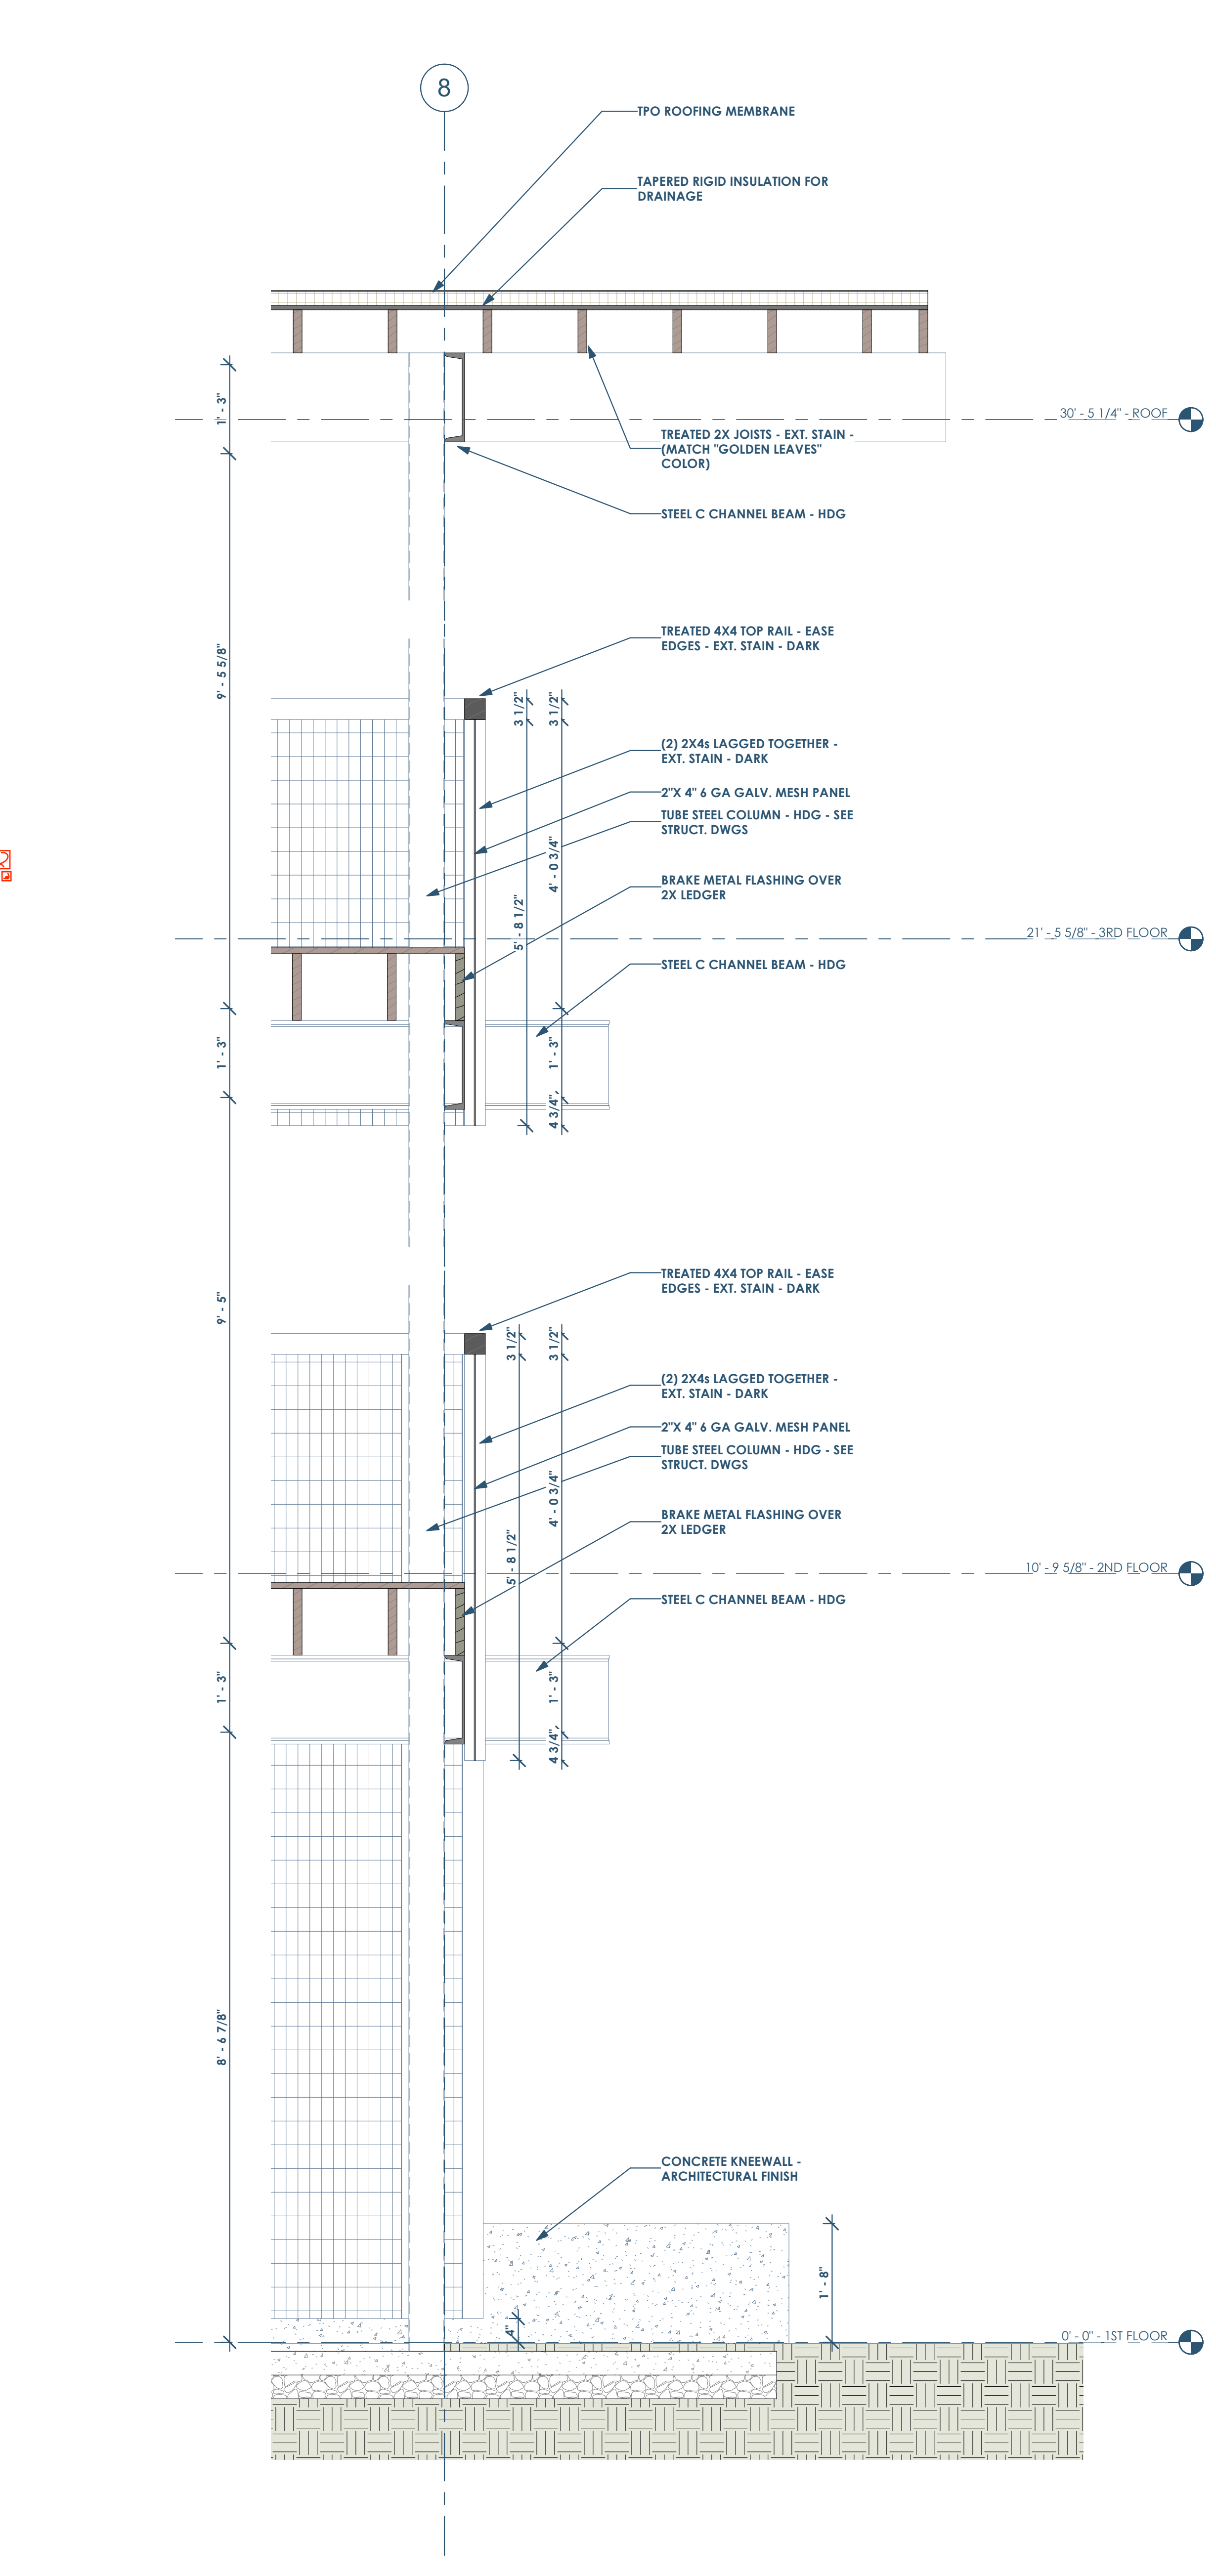 8
TPO ROOFING MEMBRANE
TAPERED RIGID INSULATION FOR
DRAINAGE
1' - 3"
30' - 5 1/4" - ROOF
TREATED 2X JOISTS - EXT. STAIN -
(MATCH "GOLDEN LEAVES"
COLOR)
STEEL C CHANNEL BEAM - HDG
9' - 5 5/8"
TREATED 4X4 TOP RAIL - EASE
EDGES - EXT. STAIN - DARK
3 1/2"
3 1/2"
(2) 2X4s LAGGED TOGETHER -
EXT. STAIN - DARK
2"X 4" 6 GA GALV. MESH PANEL
TUBE STEEL COLUMN - HDG - SEE
STRUCT. DWGS
4' - 0 3/4"
BRAKE METAL FLASHING OVER
2X LEDGER
5' - 8 1/2"
21' - 5 5/8" - 3RD FLOOR
STEEL C CHANNEL BEAM - HDG
1' - 3"
1' - 3"
4 3/4"
9' - 5"
TREATED 4X4 TOP RAIL - EASE
EDGES - EXT. STAIN - DARK
3 1/2"
3 1/2"
(2) 2X4s LAGGED TOGETHER -
EXT. STAIN - DARK
2"X 4" 6 GA GALV. MESH PANEL
TUBE STEEL COLUMN - HDG - SEE
STRUCT. DWGS
4' - 0 3/4"
BRAKE METAL FLASHING OVER
2X LEDGER
5' - 8 1/2"
10' - 9 5/8" - 2ND FLOOR
STEEL C CHANNEL BEAM - HDG
1' - 3"
1' - 3"
4 3/4"
8' - 6 7/8"
CONCRETE KNEEWALL -
ARCHITECTURAL FINISH
1' - 8"
4"
0' - 0" - 1ST FLOOR